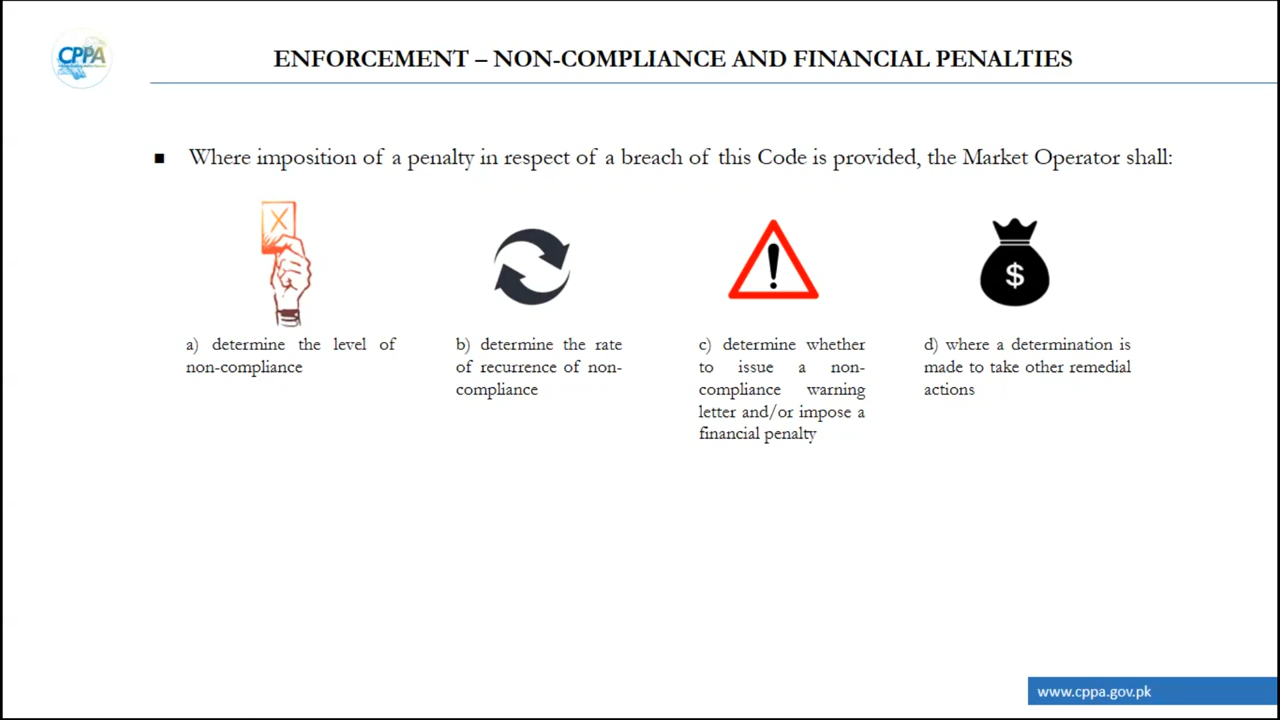 CPPA
ENFORCEMENT – NON-COMPLIANCE AND FINANCIAL PENALTIES
■ Where imposition of a penalty in respect of a breach of this Code is provided, the Market Operator shall:
X
$
a) determine the level of
non-compliance
b) determine the rate
of recurrence of non-
compliance
c) determine whether
to issue a non-
compliance warning
letter and/or impose a
financial penalty
d) where a determination is
made to take other remedial
actions
www.cppa.gov.pk